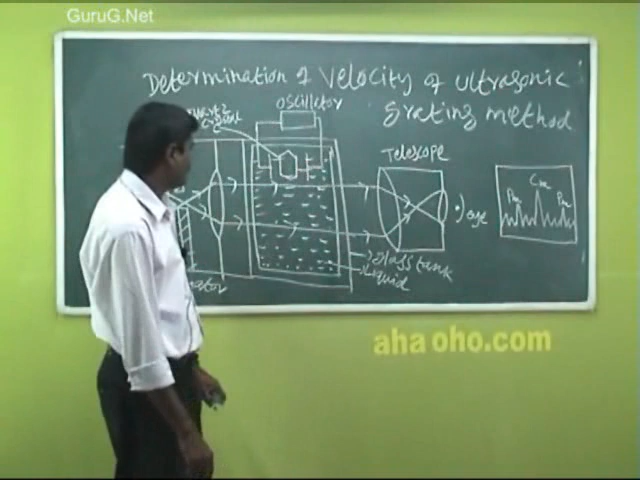 GuruG.Net
Determination of Velocity of ultrasonic
grating method
oscillator
Telescope
eye
Glass tank
Liquid
aha oho.com